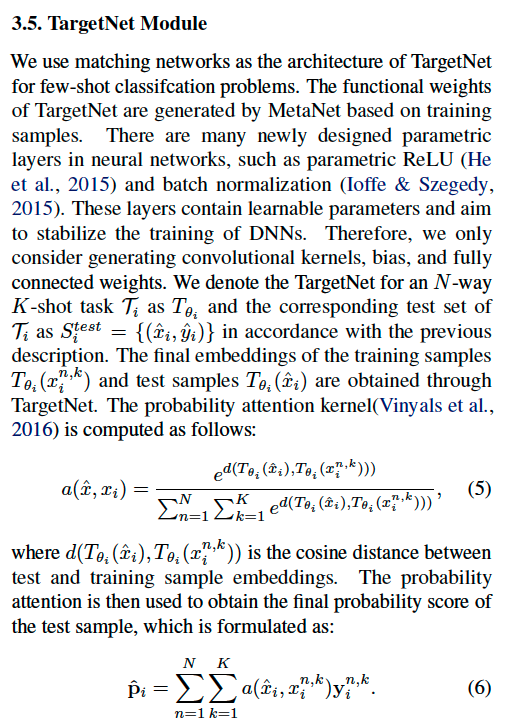 3.5. TargetNet Module
We use matching networks as the architecture of TargetNet
for few-shot classifcation problems. The functional weights
of TargetNet are generated by MetaNet based on training
samples. There are many newly designed parametric
layers in neural networks, such as parametric ReLU (He
et al., 2015) and batch normalization (Ioffe & Szegedy,
2015). These layers contain learnable parameters and aim
to stabilize the training of DNNs. Therefore, we only
consider generating convolutional kernels, bias, and fully
connected weights. We denote the TargetNet for an N-way
K-shot task $\mathcal{T}_i$ as $T_{\theta_i}$ and the corresponding test set of
$\mathcal{T}_i$ as $S_i^{test} = \{(\hat{x}_i, \hat{y}_i)\}$ in accordance with the previous
description. The final embeddings of the training samples
$T_{\theta_i}(x_i^{n,k})$ and test samples $T_{\theta_i}(\hat{x}_i)$ are obtained through
TargetNet. The probability attention kernel(Vinyals et al.,
2016) is computed as follows:
$a(\hat{x}, x_i) = \frac{e^{d(T_{\theta_i}(\hat{x}_i), T_{\theta_i}(x_i^{n,k})))}}{\sum_{n=1}^{N} \sum_{k=1}^{K} e^{d(T_{\theta_i}(\hat{x}_i), T_{\theta_i}(x_i^{n,k})))}},$ (5)
where $d(T_{\theta_i}(\hat{x}_i), T_{\theta_i}(x_i^{n,k}))$ is the cosine distance between
test and training sample embeddings. The probability
attention is then used to obtain the final probability score of
the test sample, which is formulated as:
$\hat{\mathbf{p}}_i = \sum_{n=1}^{N} \sum_{k=1}^{K} a(\hat{x}_i, x_i^{n,k}) \mathbf{y}_i^{n,k}.$ (6)